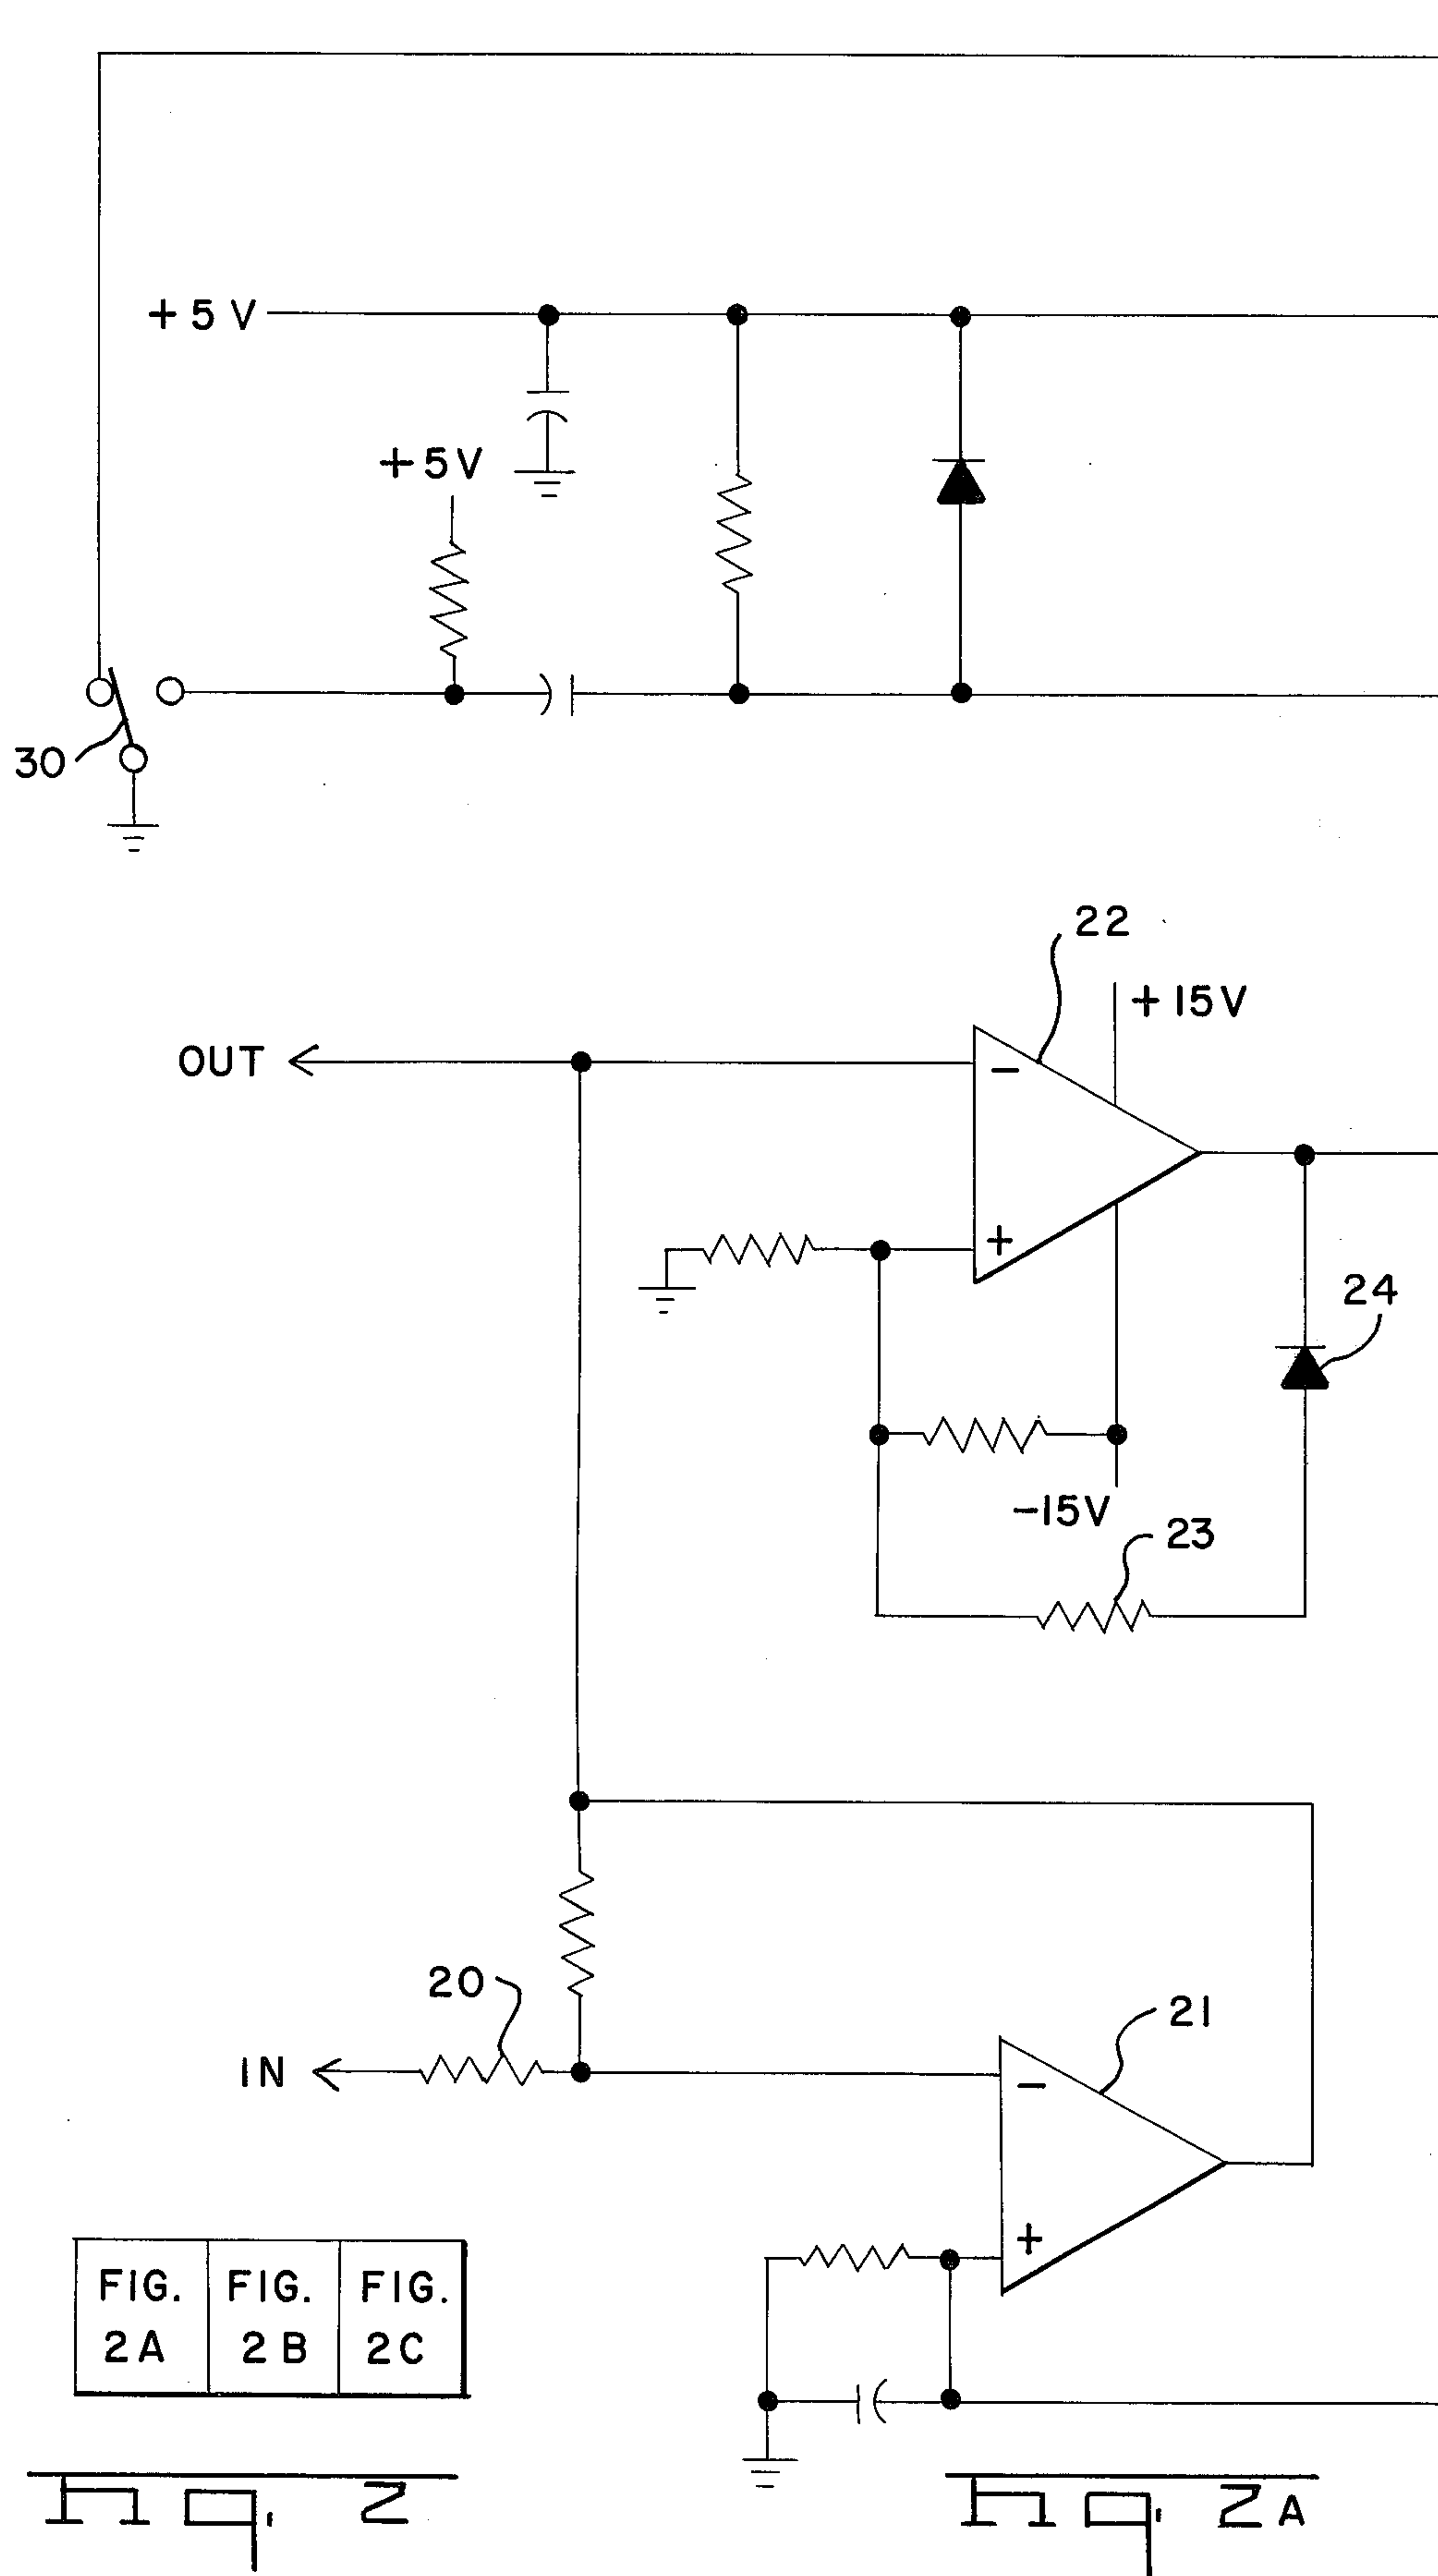 +5V
+5V
30
22
+15V
OUT
-
+
24
-15V
23
20
21
IN
-
+
FIG. 2A
FIG. 2B
FIG. 2C
Fig. 2
Fig. 2A